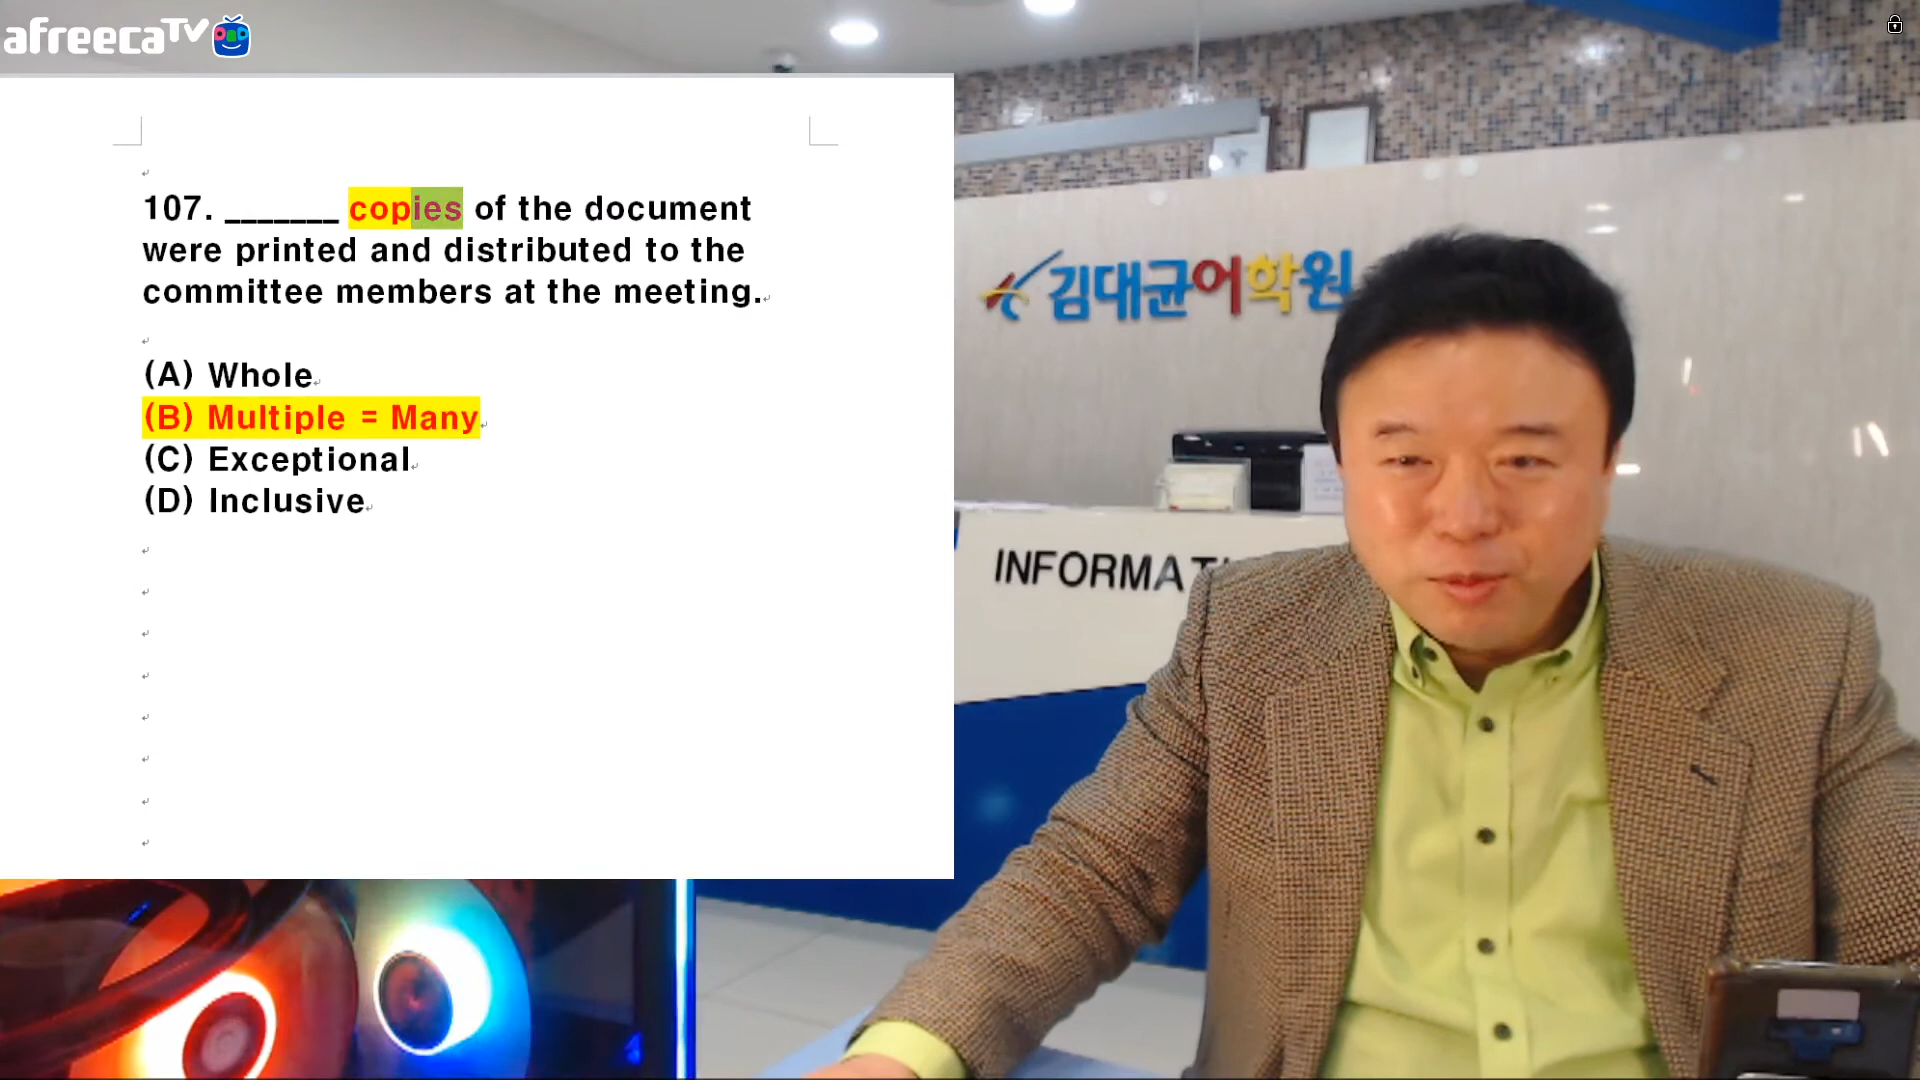 afreecaTV
107. _______ copies of the document
were printed and distributed to the
committee members at the meeting.
(A) Whole
(B) Multiple = Many
(C) Exceptional
(D) Inclusive
김대균어학원
INFORMATI